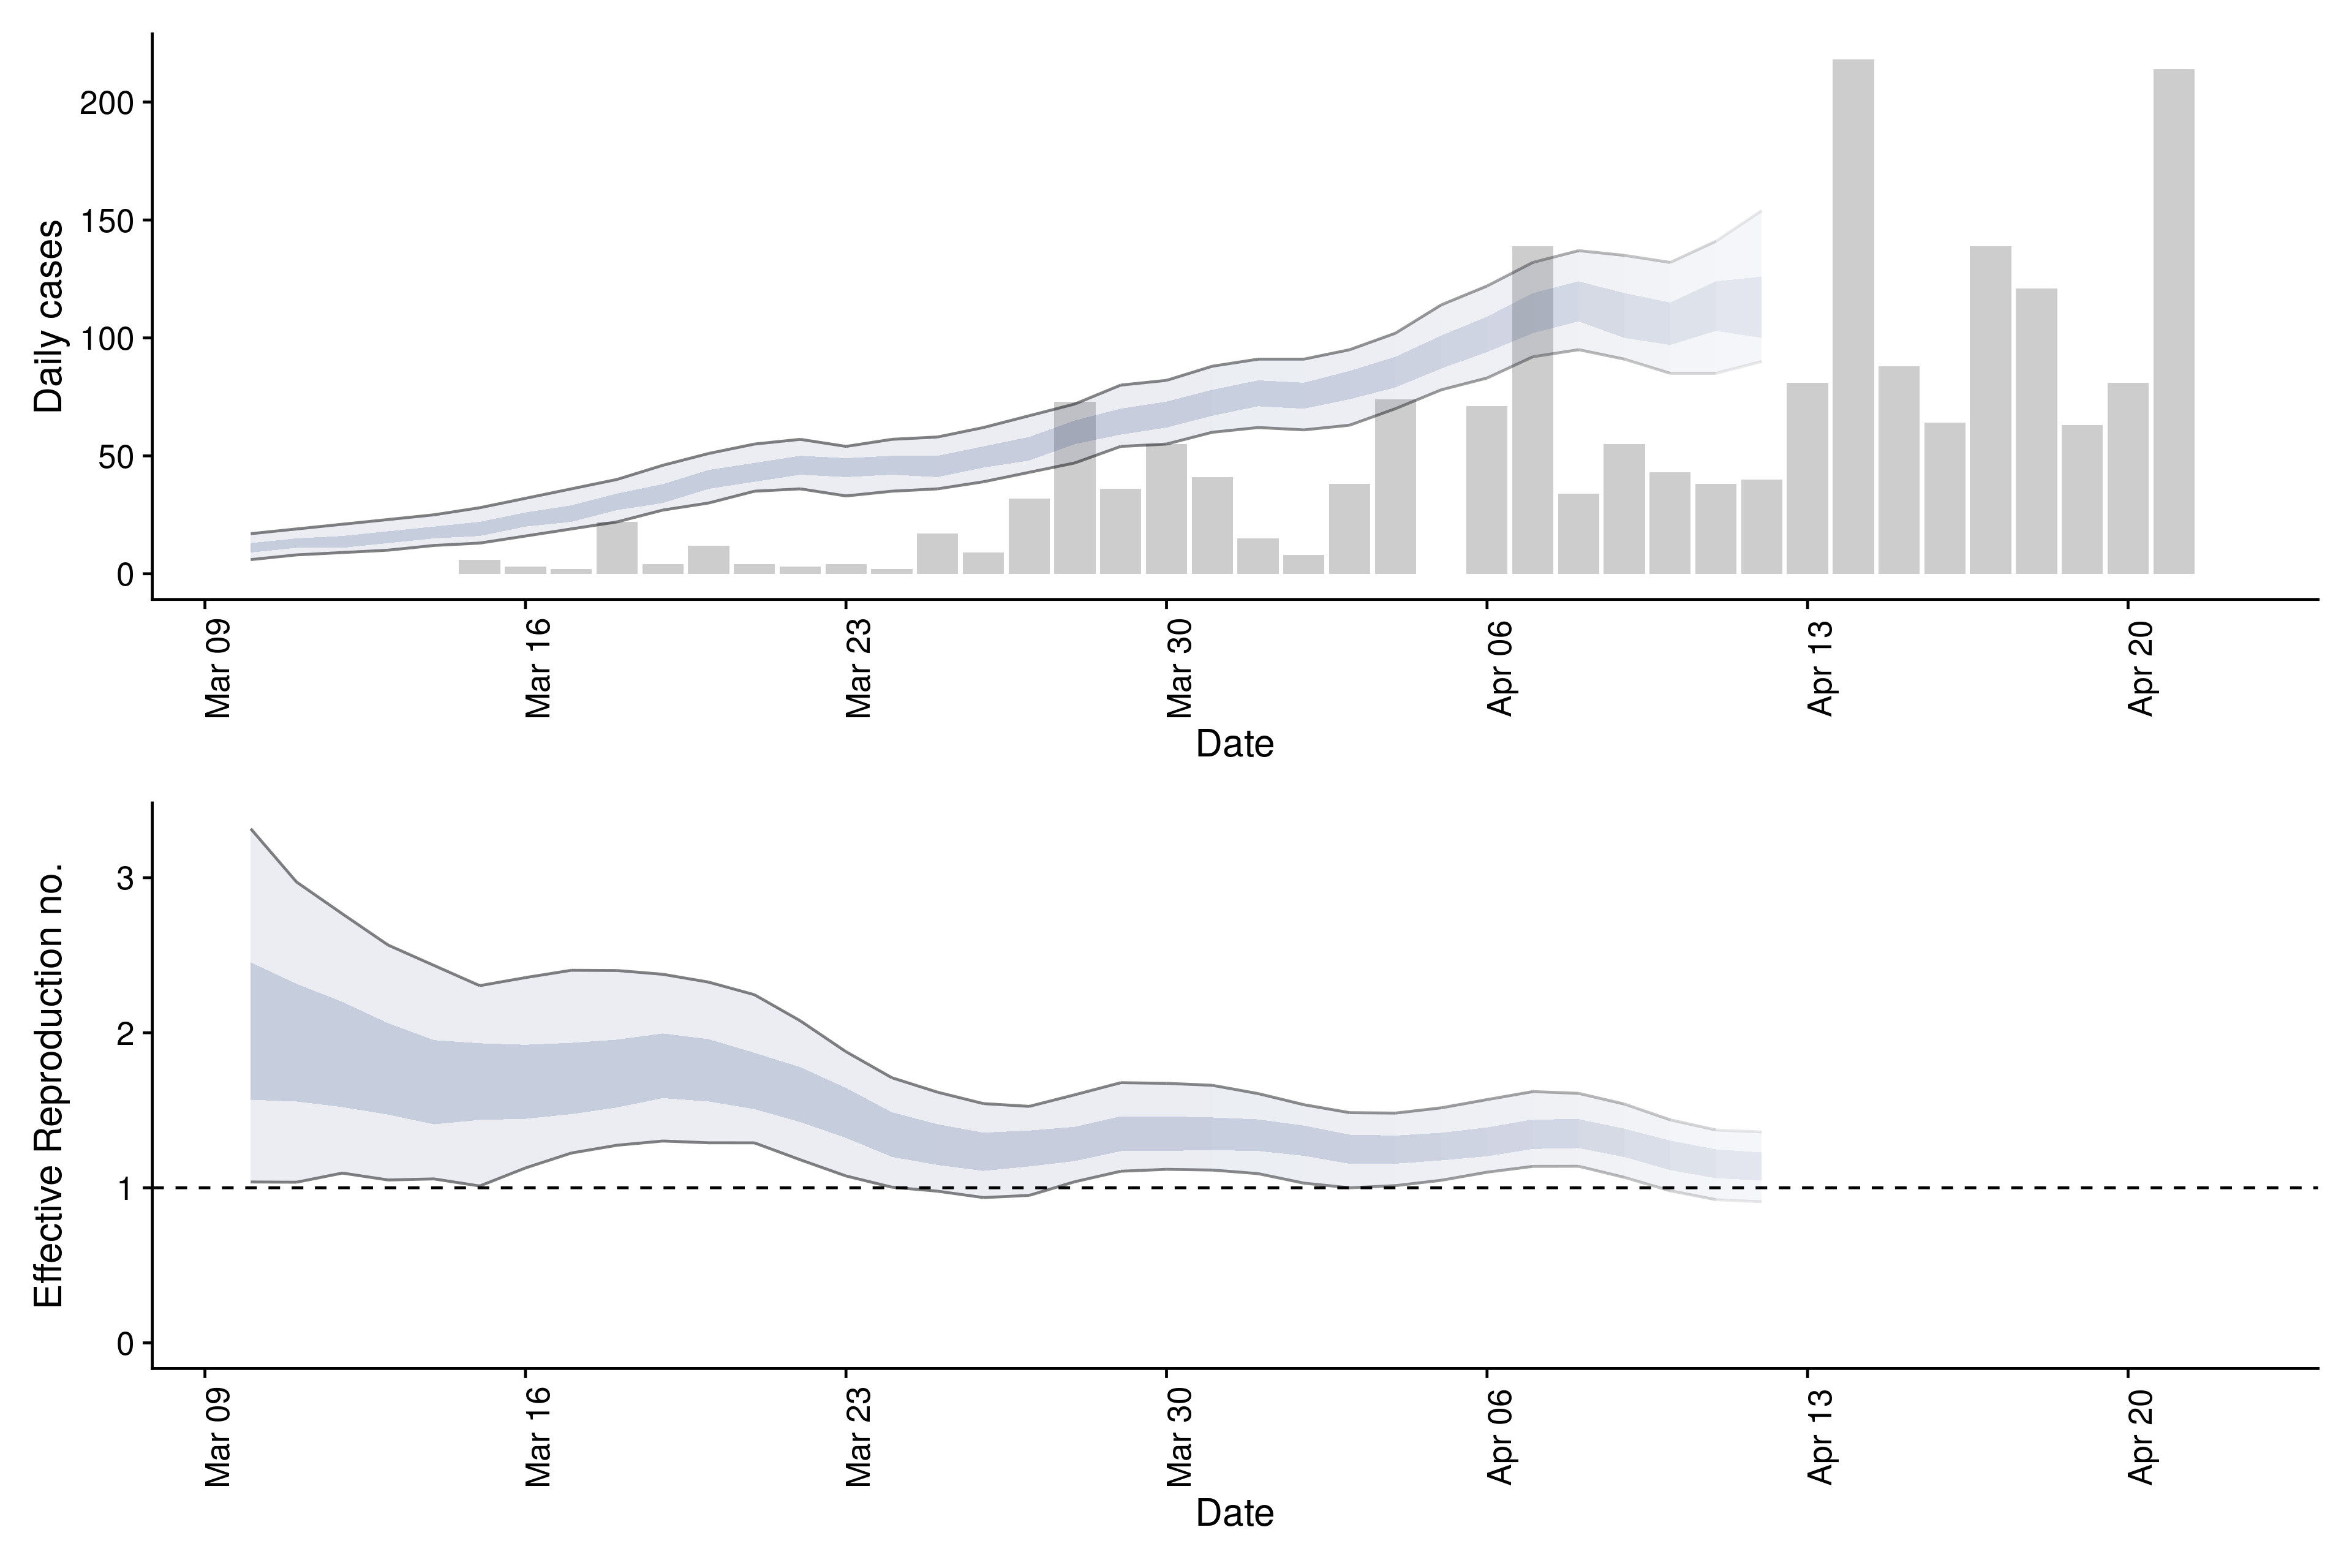 Daily cases
200
150
100
50
0
Mar 09
Mar 16
Mar 23
Mar 30
Apr 06
Apr 13
Apr 20
Date
Effective Reproduction no.
3
2
1
0
Mar 09
Mar 16
Mar 23
Mar 30
Apr 06
Apr 13
Apr 20
Date